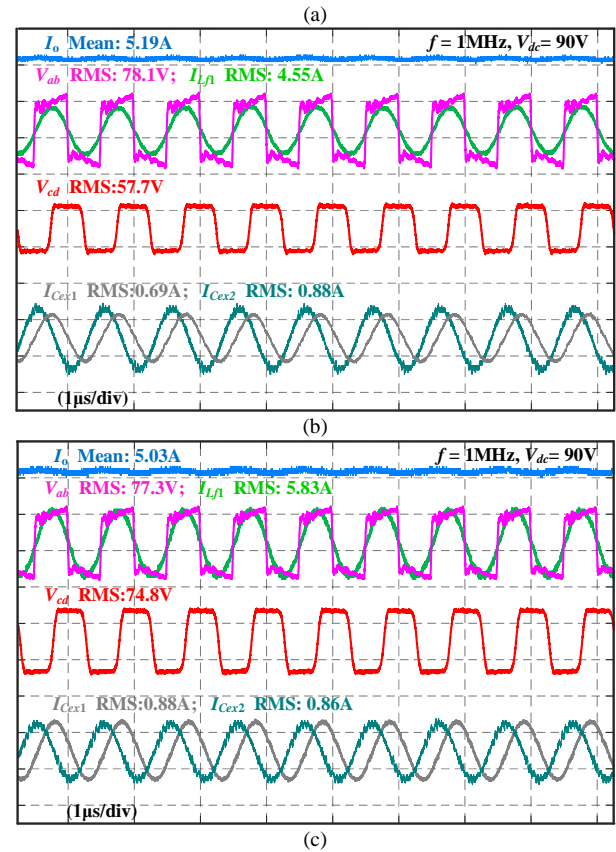 (a)
Io Mean: 5.19A f = 1MHz, Vdc= 90V
Vab RMS: 78.1V; ILf1 RMS: 4.55A
Vcd RMS:57.7V
ICex1 RMS:0.69A; ICex2 RMS: 0.88A
(1μs/div)
(b)
Io Mean: 5.03A f = 1MHz, Vdc= 90V
Vab RMS: 77.3V; ILf1 RMS: 5.83A
Vcd RMS:74.8V
ICex1 RMS:0.88A; ICex2 RMS: 0.86A
(1μs/div)
(c)